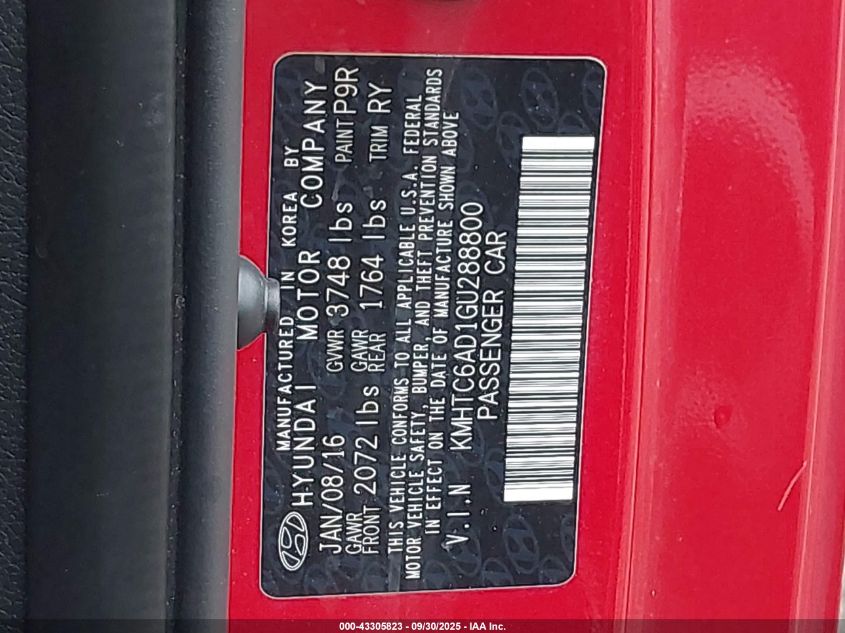 MANUFACTURED IN KOREA BY
HYUNDAI MOTOR COMPANY
JAN/08/16 GVWR 3748 lbs PAINT P9R
GAWR FRONT 2072 lbs GAWR REAR 1764 lbs TRIM RY
THIS VEHICLE CONFORMS TO ALL APPLICABLE U.S.A. FEDERAL
MOTOR VEHICLE SAFETY, BUMPER, AND THEFT PREVENTION STANDARDS
IN EFFECT ON THE DATE OF MANUFACTURE SHOWN ABOVE
V.I.N KMHTC6AD1GU288800
PASSENGER CAR
000-43305823 - 09/30/2025 - IAA Inc.